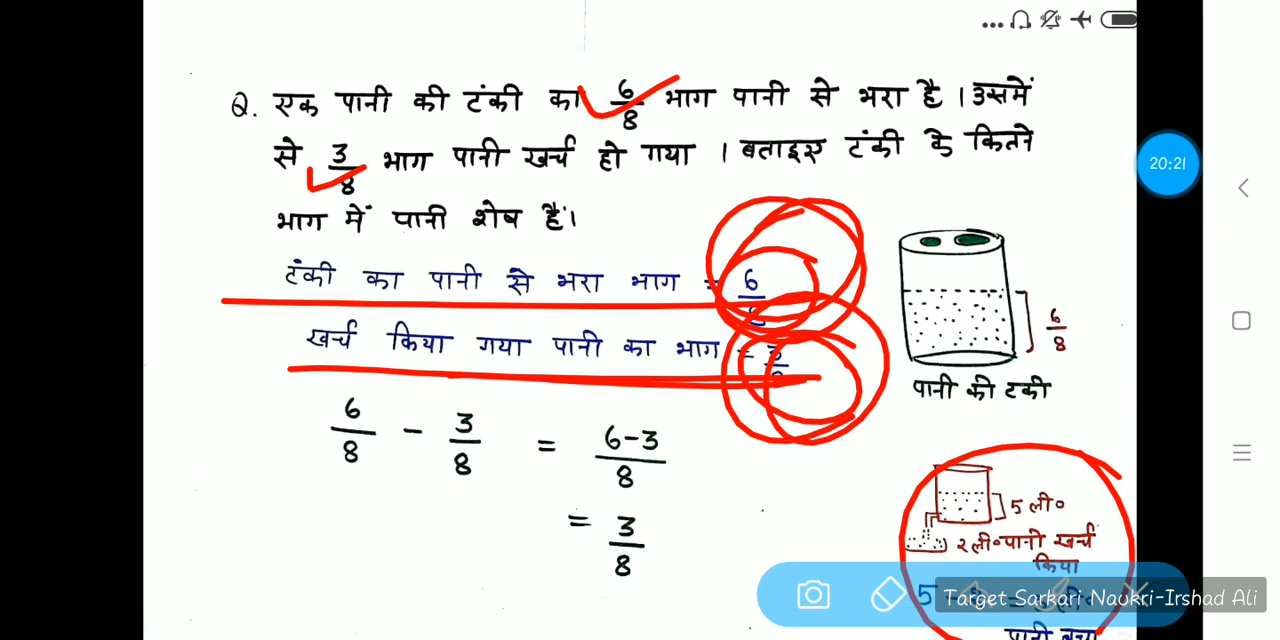 20:21
Q. एक पानी की टंकी का 6/8 भाग पानी से भरा है। उसमें
से 3/8 भाग पानी खर्च हो गया । बताइए टंकी के कितने
भाग में पानी शेष है।
टंकी का पानी से भरा भाग = 6/8
खर्च किया गया पानी का भाग = 3/8
6/8 - 3/8 = 6-3/8
= 3/8
6/8
पानी की टंकी
5 ली॰
2 ली॰ पानी खर्च
किया
5
ली॰
पानी बचा
Target Sarkari Naukri-Irshad Ali